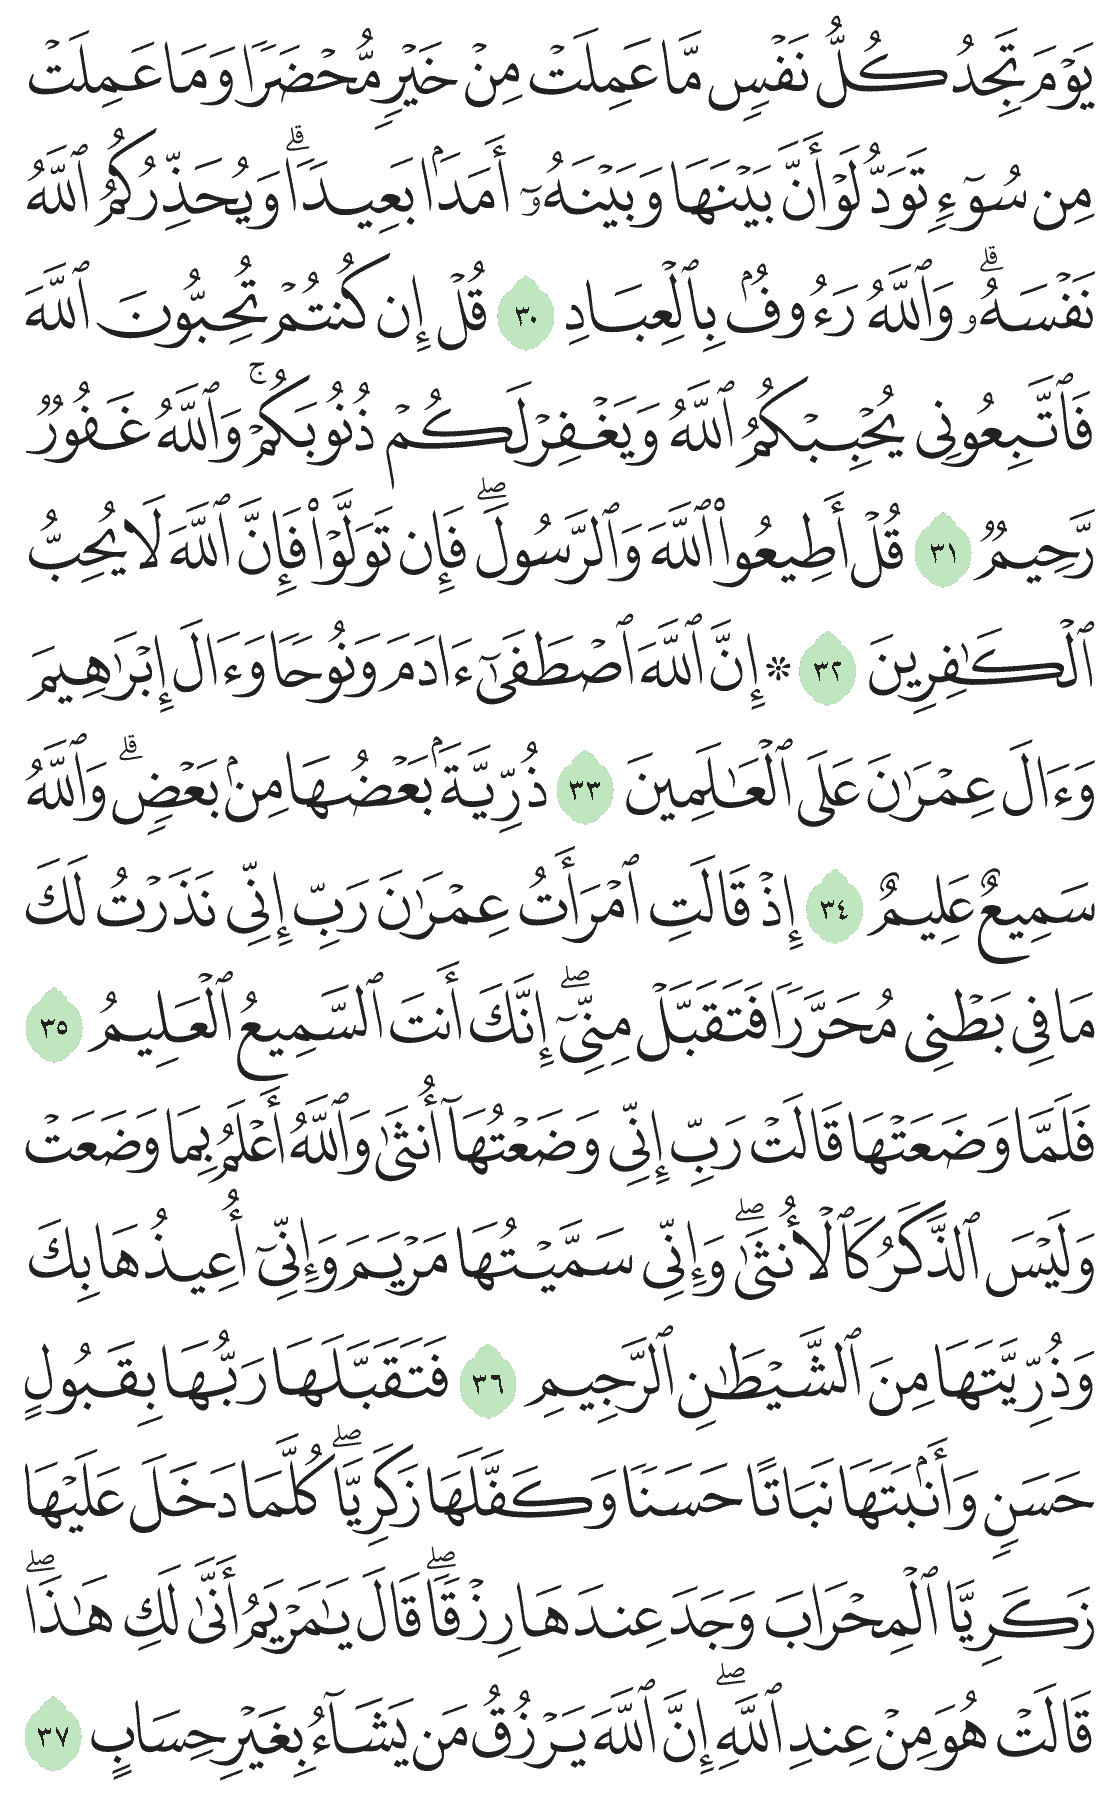 يَوۡمَ تَجِدُ كُلُّ نَفۡسٖ مَّا عَمِلَتۡ مِنۡ خَيۡرٖ مُّحۡضَرٗا وَمَا عَمِلَتۡ
مِن سُوٓءٖ تَوَدُّ لَوۡ أَنَّ بَيۡنَهَا وَبَيۡنَهُۥٓ أَمَدَۢا بَعِيدٗاۗ وَيُحَذِّرُكُمُ ٱللَّهُ
نَفۡسَهُۥۗ وَٱللَّهُ رَءُوفُۢ بِٱلۡعِبَادِ ٣٠ قُلۡ إِن كُنتُمۡ تُحِبُّونَ ٱللَّهَ
فَٱتَّبِعُونِي يُحۡبِبۡكُمُ ٱللَّهُ وَيَغۡفِرۡ لَكُمۡ ذُنُوبَكُمۡۚ وَٱللَّهُ غَفُورٞ
رَّحِيمٞ ٣١ قُلۡ أَطِيعُواْ ٱللَّهَ وَٱلرَّسُولَۖ فَإِن تَوَلَّوۡاْ فَإِنَّ ٱللَّهَ لَا يُحِبُّ
ٱلۡكَٰفِرِينَ ٣٢ ۞ إِنَّ ٱللَّهَ ٱصۡطَفَىٰٓ ءَادَمَ وَنُوحٗا وَءَالَ إِبۡرَٰهِيمَ
وَءَالَ عِمۡرَٰنَ عَلَى ٱلۡعَٰلَمِينَ ٣٣ ذُرِّيَّةَۢ بَعۡضُهَا مِنۢ بَعۡضٖۗ وَٱللَّهُ
سَمِيعٌ عَلِيمٌ ٣٤ إِذۡ قَالَتِ ٱمۡرَأَتُ عِمۡرَٰنَ رَبِّ إِنِّي نَذَرۡتُ لَكَ
مَا فِي بَطۡنِي مُحَرَّرٗا فَتَقَبَّلۡ مِنِّيٓۖ إِنَّكَ أَنتَ ٱلسَّمِيعُ ٱلۡعَلِيمُ ٣٥
فَلَمَّا وَضَعَتۡهَا قَالَتۡ رَبِّ إِنِّي وَضَعۡتُهَآ أُنثَىٰ وَٱللَّهُ أَعۡلَمُ بِمَا وَضَعَتۡ
وَلَيۡسَ ٱلذَّكَرُ كَٱلۡأُنثَىٰۖ وَإِنِّي سَمَّيۡتُهَا مَرۡيَمَ وَإِنِّيٓ أُعِيذُهَا بِكَ
وَذُرِّيَّتَهَا مِنَ ٱلشَّيۡطَٰنِ ٱلرَّجِيمِ ٣٦ فَتَقَبَّلَهَا رَبُّهَا بِقَبُولٍ
حَسَنٖ وَأَنۢبَتَهَا نَبَاتًا حَسَنٗا وَكَفَّلَهَا زَكَرِيَّاۖ كُلَّمَا دَخَلَ عَلَيۡهَا
زَكَرِيَّا ٱلۡمِحۡرَابَ وَجَدَ عِندَهَا رِزۡقٗاۖ قَالَ يَٰمَرۡيَمُ أَنَّىٰ لَكِ هَٰذَاۖ
قَالَتۡ هُوَ مِنۡ عِندِ ٱللَّهِۖ إِنَّ ٱللَّهَ يَرۡزُقُ مَن يَشَآءُ بِغَيۡرِ حِسَابٍ ٣٧